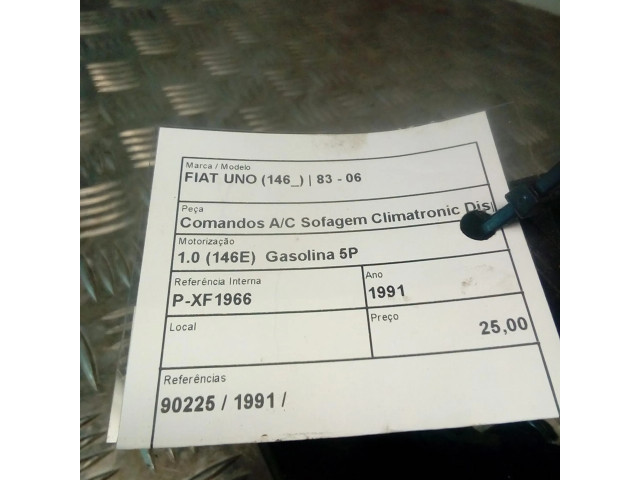 Marca / Modelo
FIAT UNO (146_) | 83 - 06
Peça
Comandos A/C Sofagem Climatronic Dis
Motorização
1.0 (146E) Gasolina 5P
Referência Interna
P-XF1966
Ano
1991
Local
Preço
25,00
Referências
90225 / 1991 /